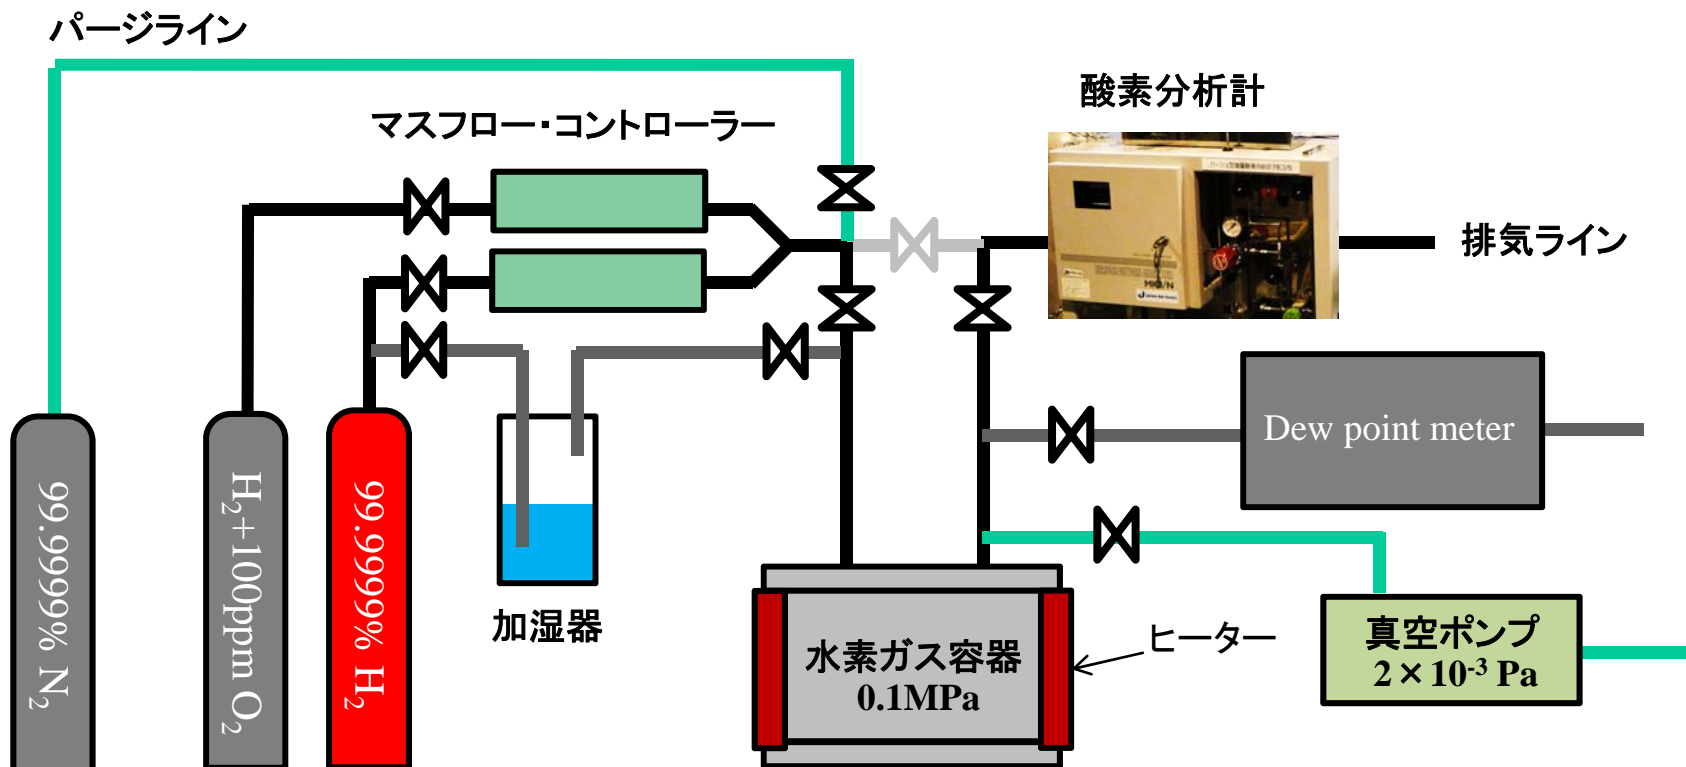 パージライン
酸素分析計
マスフロー・コントローラー
排気ライン
Dew point meter
99.9999% N2
H2+100ppm O2
99.9999% H2
加湿器
水素ガス容器
0.1MPa
ヒーター
真空ポンプ
2×10-3 Pa